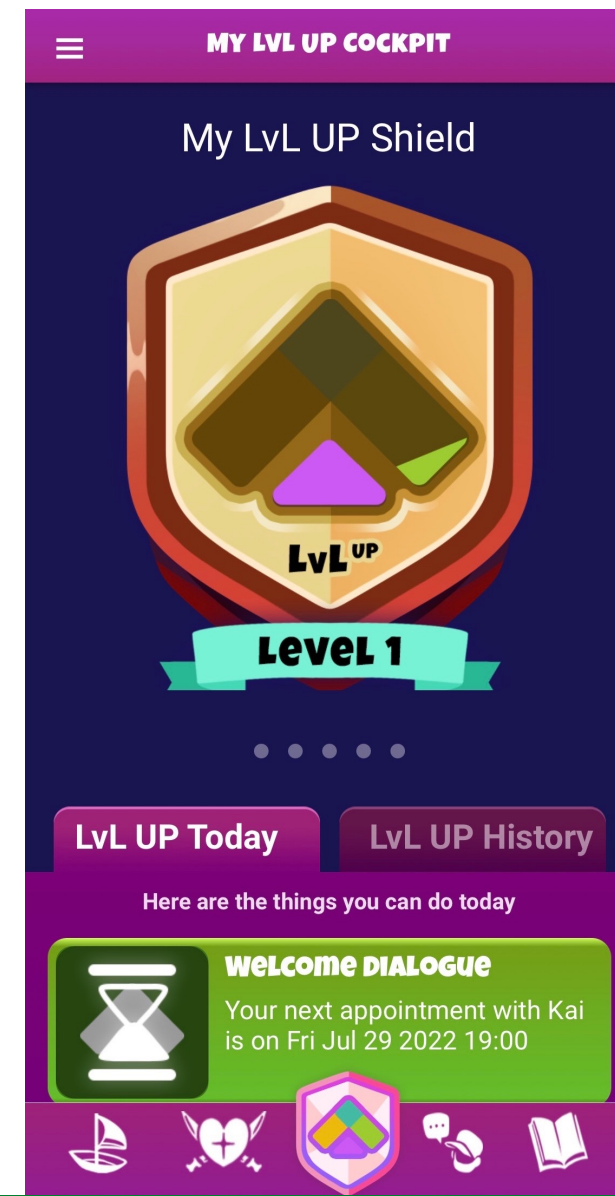 MY LVL UP COCKPIT
My LvL UP Shield
LvL UP
LEVEL 1
LvL UP Today
LvL UP History
Here are the things you can do today
WELCOME DIALOGUE
Your next appointment with Kai
is on Fri Jul 29 2022 19:00